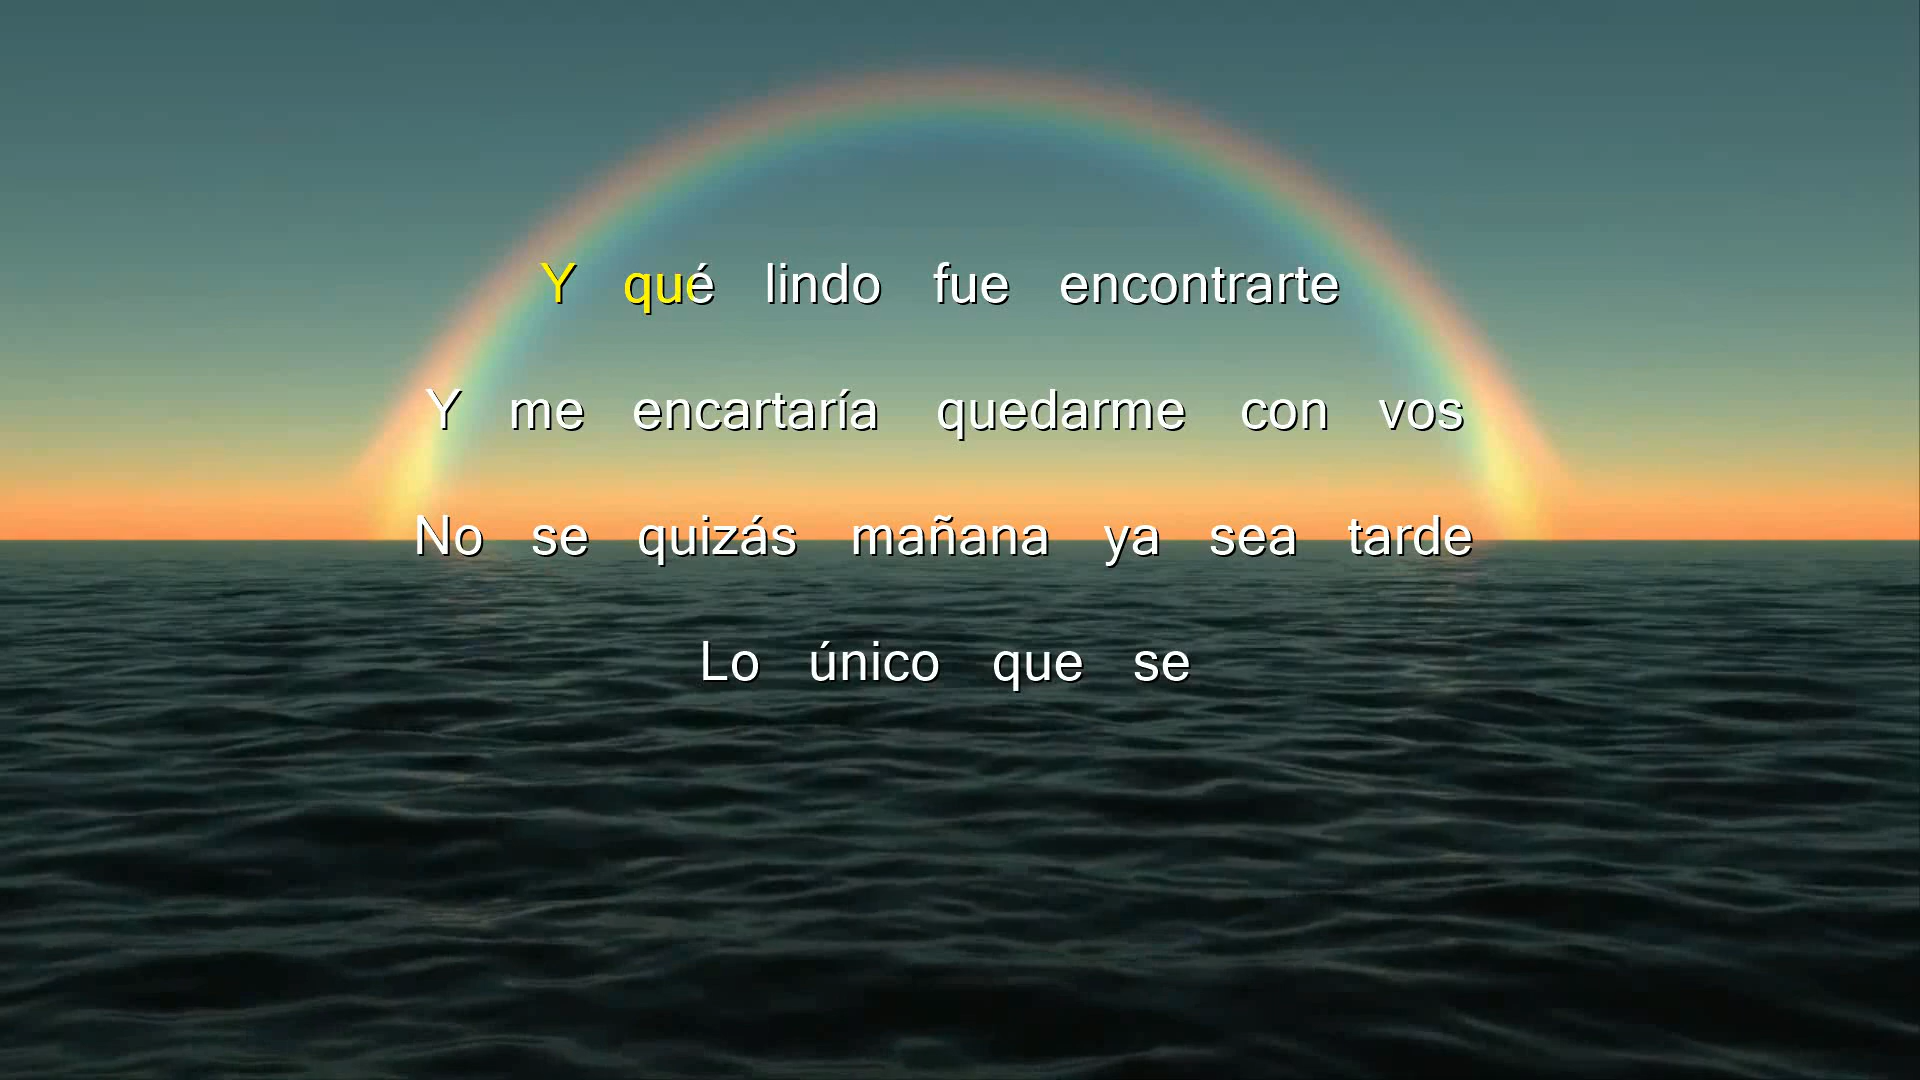 Y qué lindo fue encontrarte
Y me encartaría quedarme con vos
No se quizás mañana ya sea tarde
Lo único que se